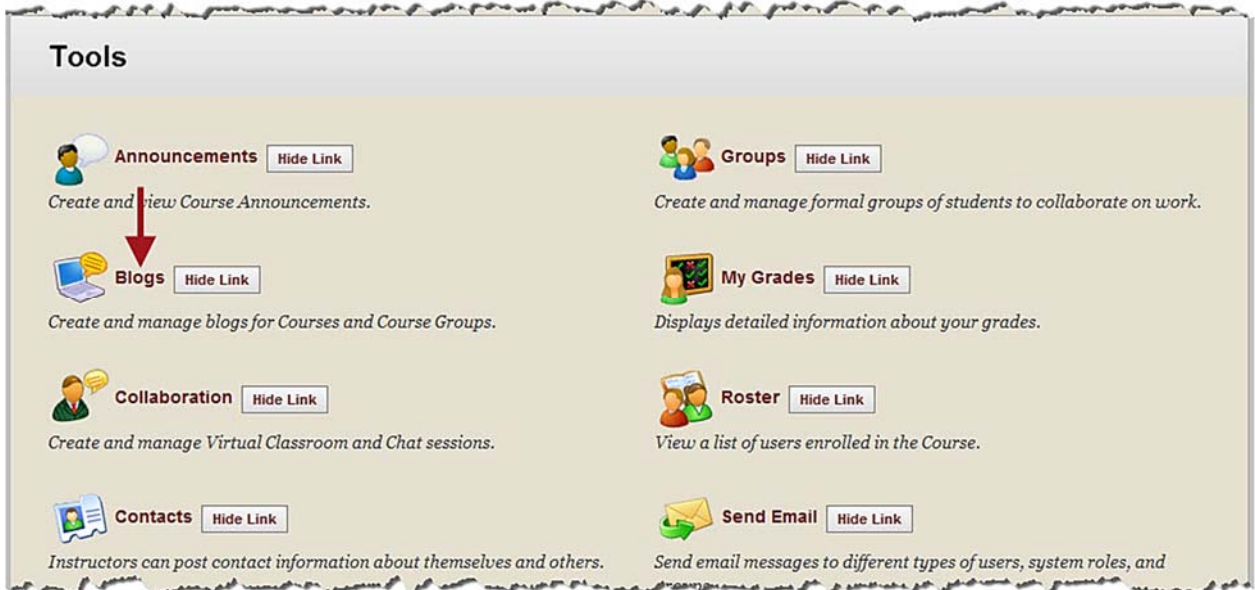 Tools
Announcements Hide Link
Create and view Course Announcements.
Blogs Hide Link
Create and manage blogs for Courses and Course Groups.
Collaboration Hide Link
Create and manage Virtual Classroom and Chat sessions.
Contacts Hide Link
Instructors can post contact information about themselves and others.
Groups Hide Link
Create and manage formal groups of students to collaborate on work.
My Grades Hide Link
Displays detailed information about your grades.
Roster Hide Link
View a list of users enrolled in the Course.
Send Email Hide Link
Send email messages to different types of users, system roles, and